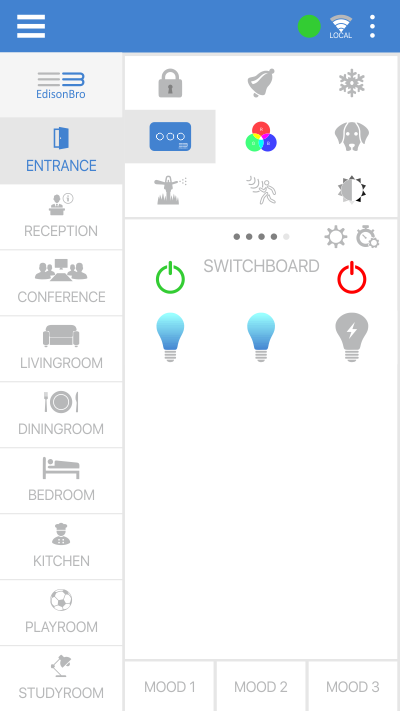 LOCAL
EdisonBro
ENTRANCE
RECEPTION
CONFERENCE
LIVINGROOM
DININGROOM
BEDROOM
KITCHEN
PLAYROOM
STUDYROOM
SWITCHBOARD
MOOD 1
MOOD 2
MOOD 3